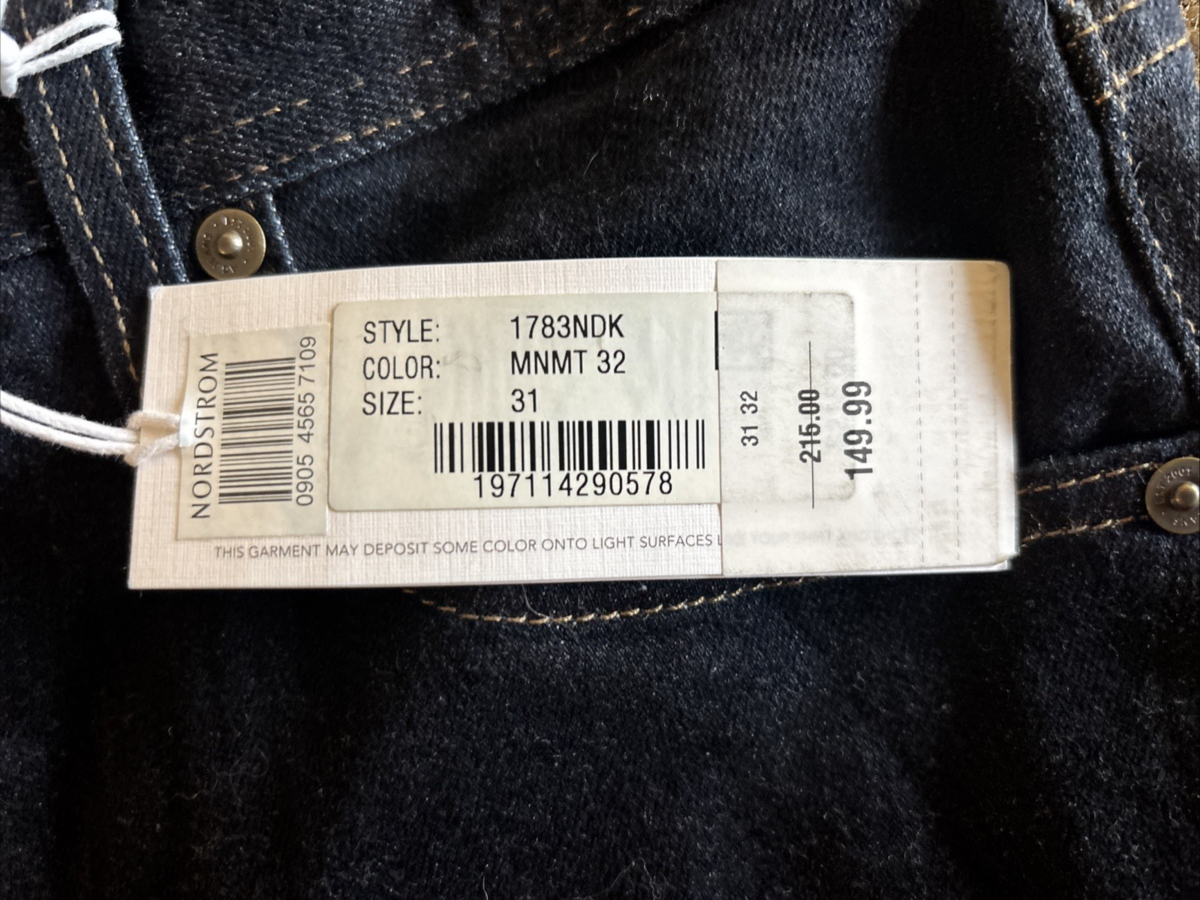 NORDSTROM
0905 4565 7109
STYLE: 1783NDK
COLOR: MNMT 32
SIZE: 31
197114290578
31 32
215.00
149.99
THIS GARMENT MAY DEPOSIT SOME COLOR ONTO LIGHT SURFACES